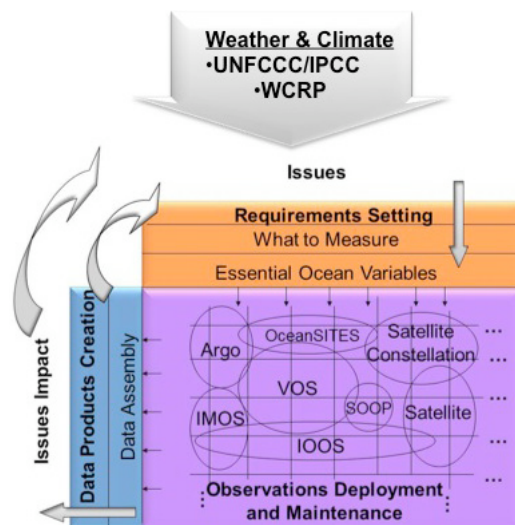 Weather & Climate
•UNFCCC/IPCC
•WCRP
Issues
Requirements Setting
What to Measure
Essential Ocean Variables
Issues Impact
Data Products Creation
Data Assembly
Argo
OceanSITES
Satellite
Constellation
...
VOS
...
IMOS
SOOP
Satellite
...
IOOS
...
Observations Deployment
and Maintenance